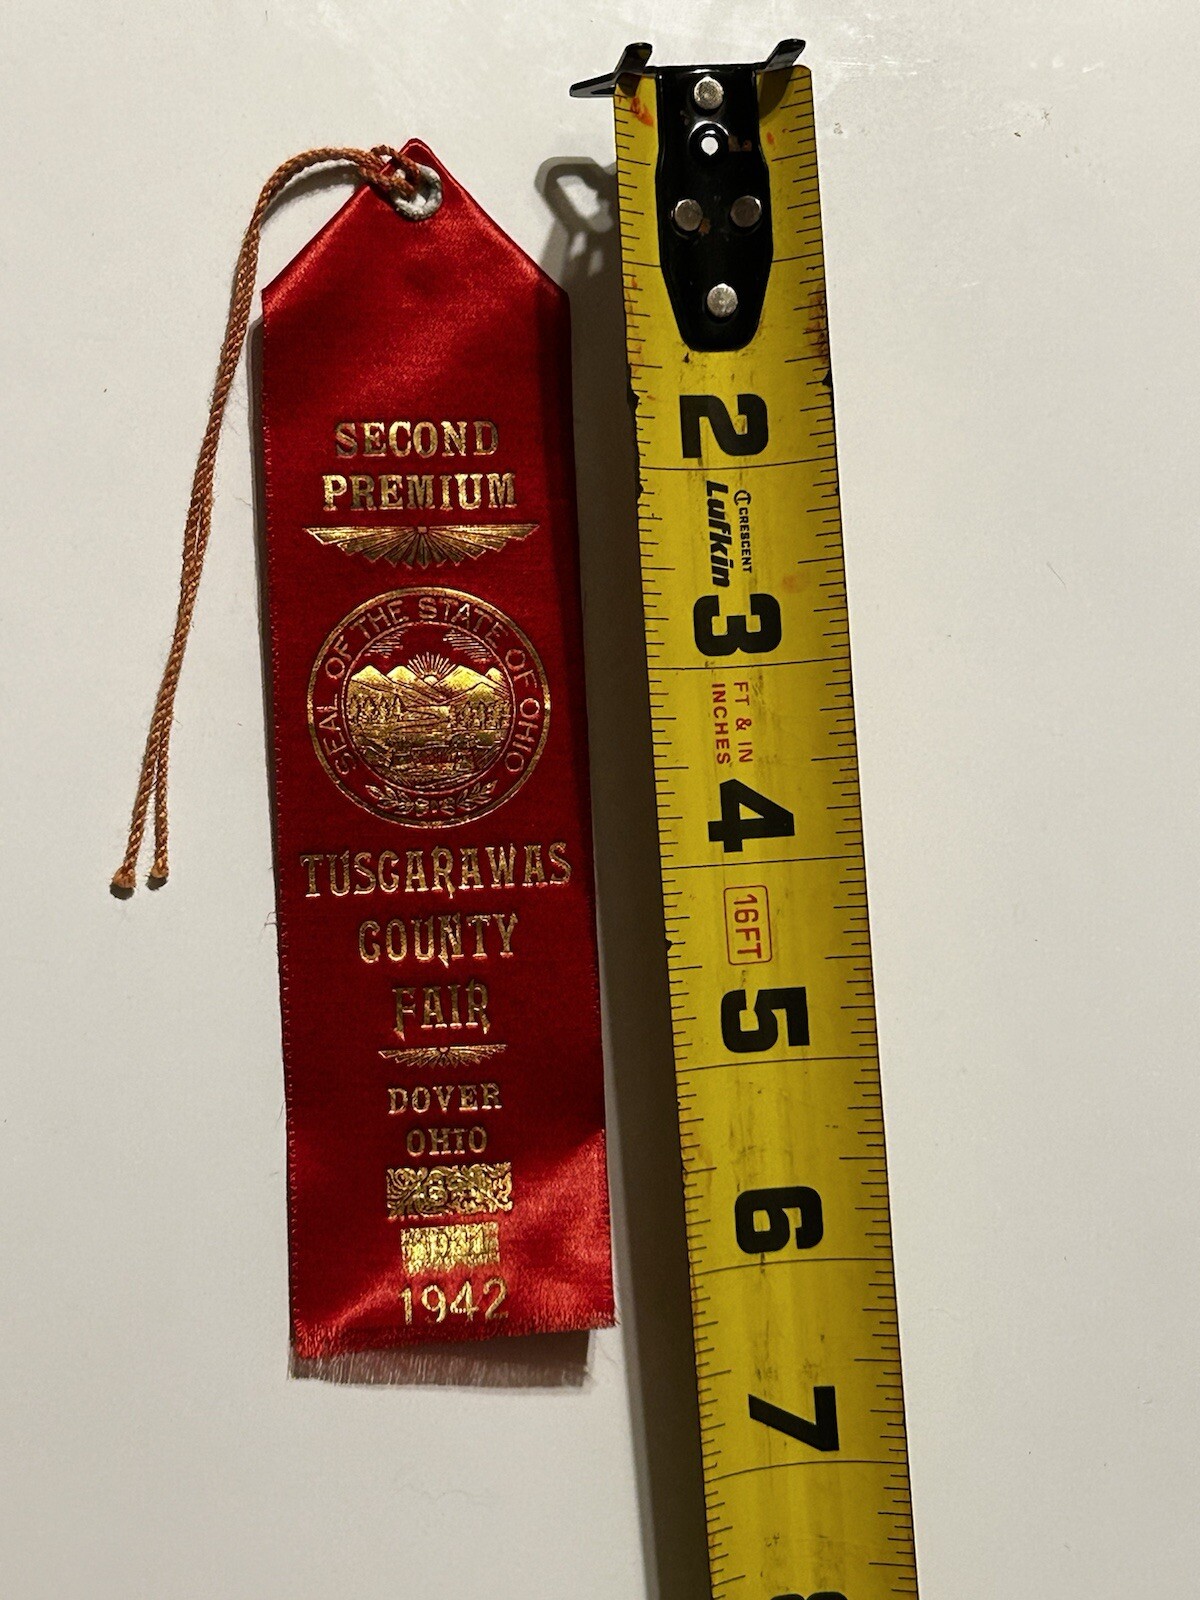 SECOND
PREMIUM
SEAL OF THE STATE OF OHIO
TUSCARAWAS
COUNTY
FAIR
DOVER
OHIO
1942
2
CRESCENT
Lufkin
3
FT & IN
INCHES
4
16FT
5
6
7